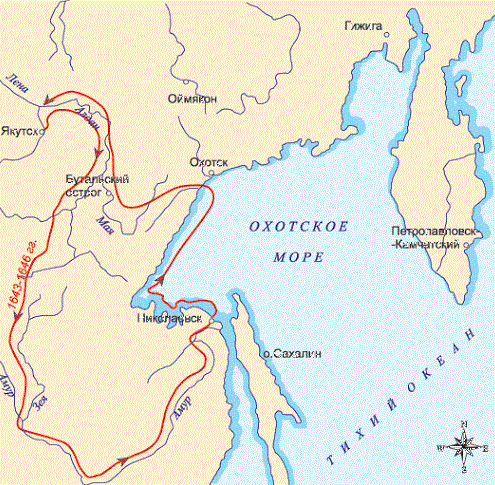 Гижига
Лена
Оймякон
Алдан
Якутск
Охотск
Бутальский
острог
Мая
ОХОТСКОЕ
МОРЕ
Петропавловск-
-Камчатский
1643-1646 гг.
Николаевск
о.Сахалин
Амур
Зея
Амур
ТИХИЙ ОКЕАН
N
W
E
S